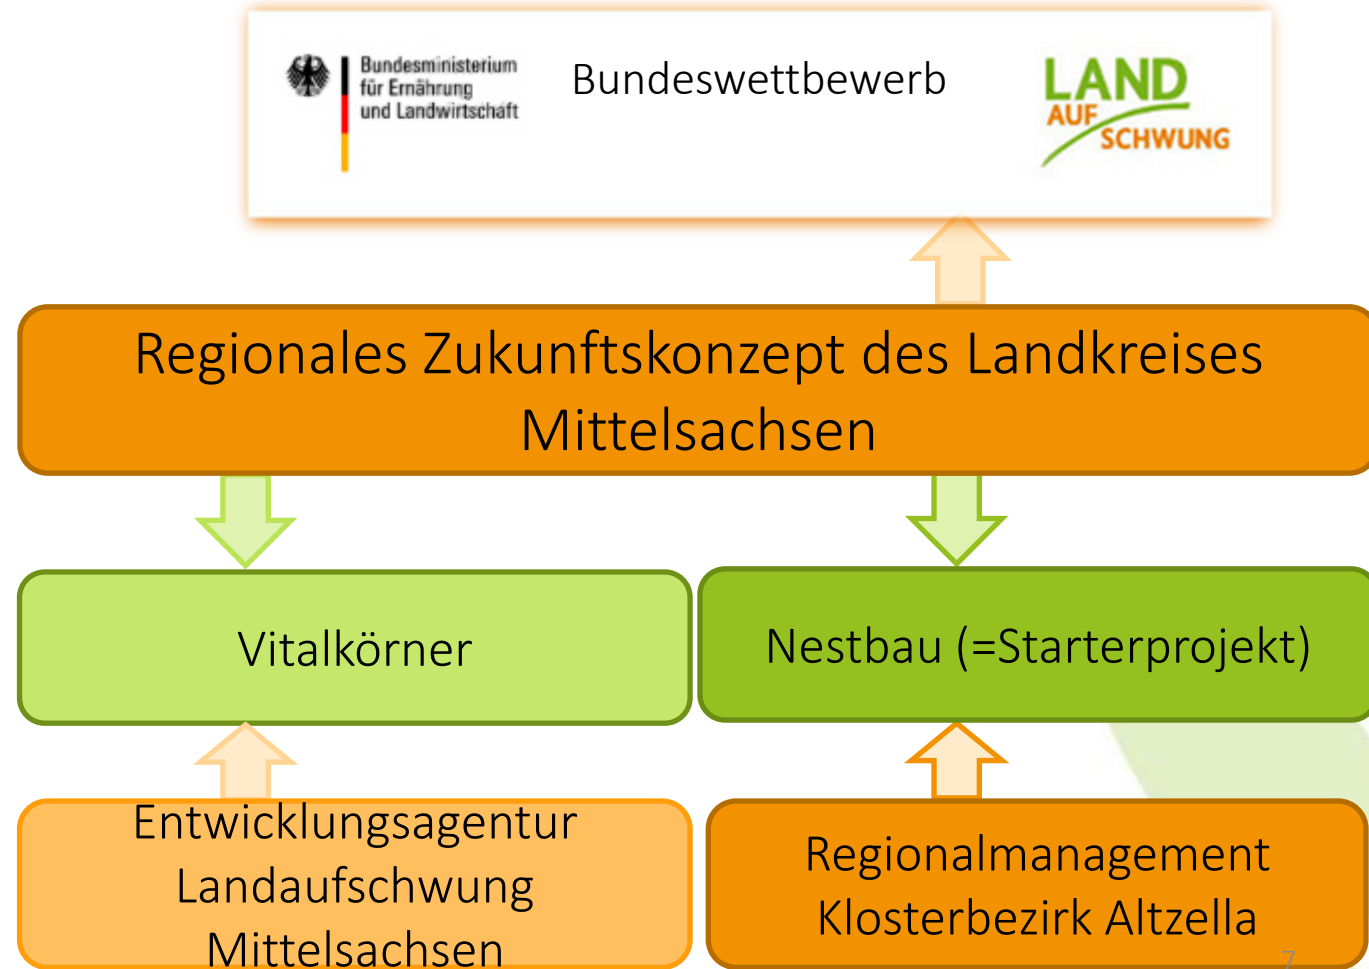 Bundesministerium
für Ernährung
und Landwirtschaft
Bundeswettbewerb
LAND
AUF
SCHWUNG
Regionales Zukunftskonzept des Landkreises
Mittelsachsen
Vitalkörner
Nestbau (=Starterprojekt)
Entwicklungsagentur
Landaufschwung
Mittelsachsen
Regionalmanagement
Klosterbezirk Altzella
7